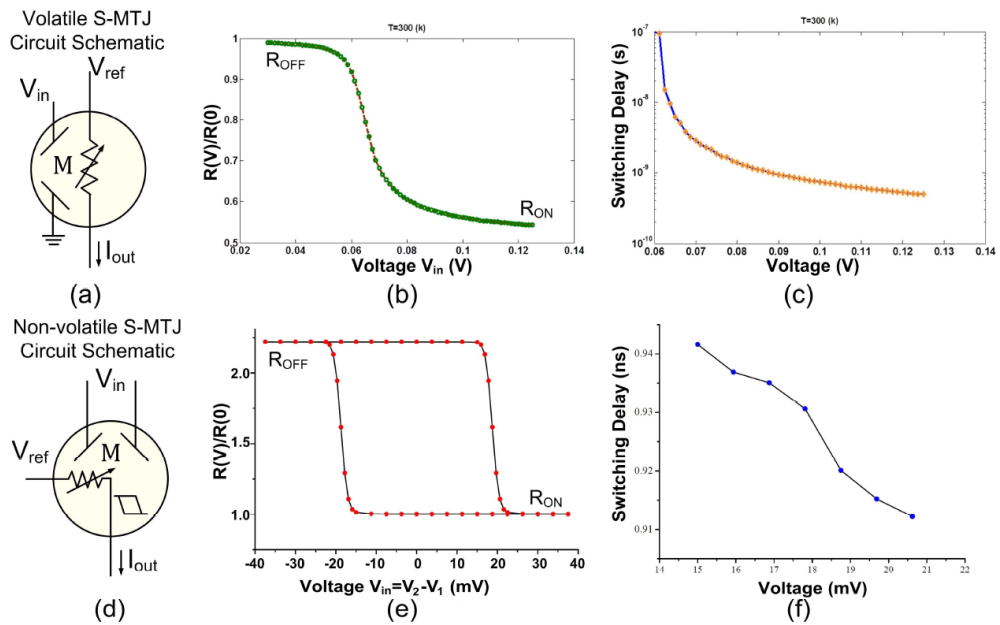 Volatile S-MTJ
Circuit Schematic
V_ref
V_in
M
I_out
(a)
T=300 (k)
R(V)/R(0)
1
0.9
0.8
0.7
0.6
0.5
R_OFF
R_ON
0.02
0.04
0.06
0.08
0.1
0.12
0.14
Voltage V_in (V)
(b)
T=300 (k)
Switching Delay (s)
10^-7
10^-8
10^-9
10^-10
0.06
0.07
0.08
0.09
0.1
0.11
0.12
0.13
0.14
Voltage (V)
(c)
Non-volatile S-MTJ
Circuit Schematic
V_in
V_ref
M
I_out
(d)
R(V)/R(0)
2.0
1.5
1.0
R_OFF
R_ON
-40
-30
-20
-10
0
10
20
30
40
Voltage V_in=V_2-V_1 (mV)
(e)
Switching Delay (ns)
0.94
0.93
0.92
0.91
14
15
16
17
18
19
20
21
22
Voltage (mV)
(f)